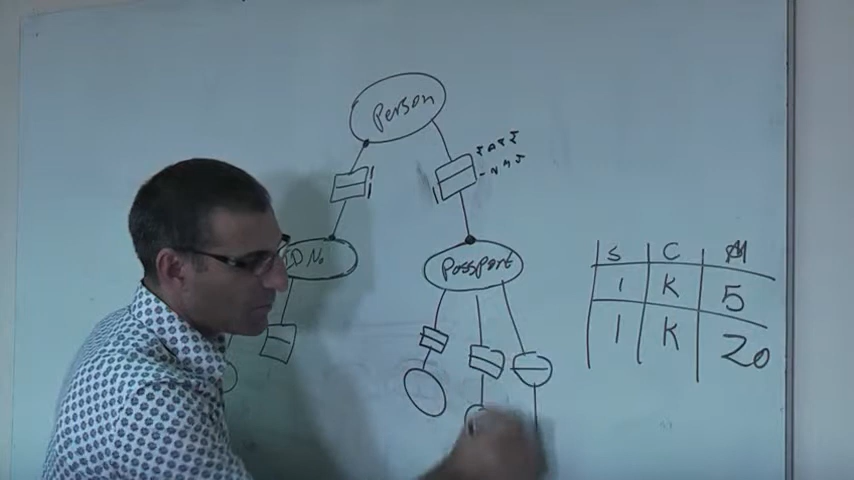 Person
ID No
Passport
S C M
1 K 5
1 K 20